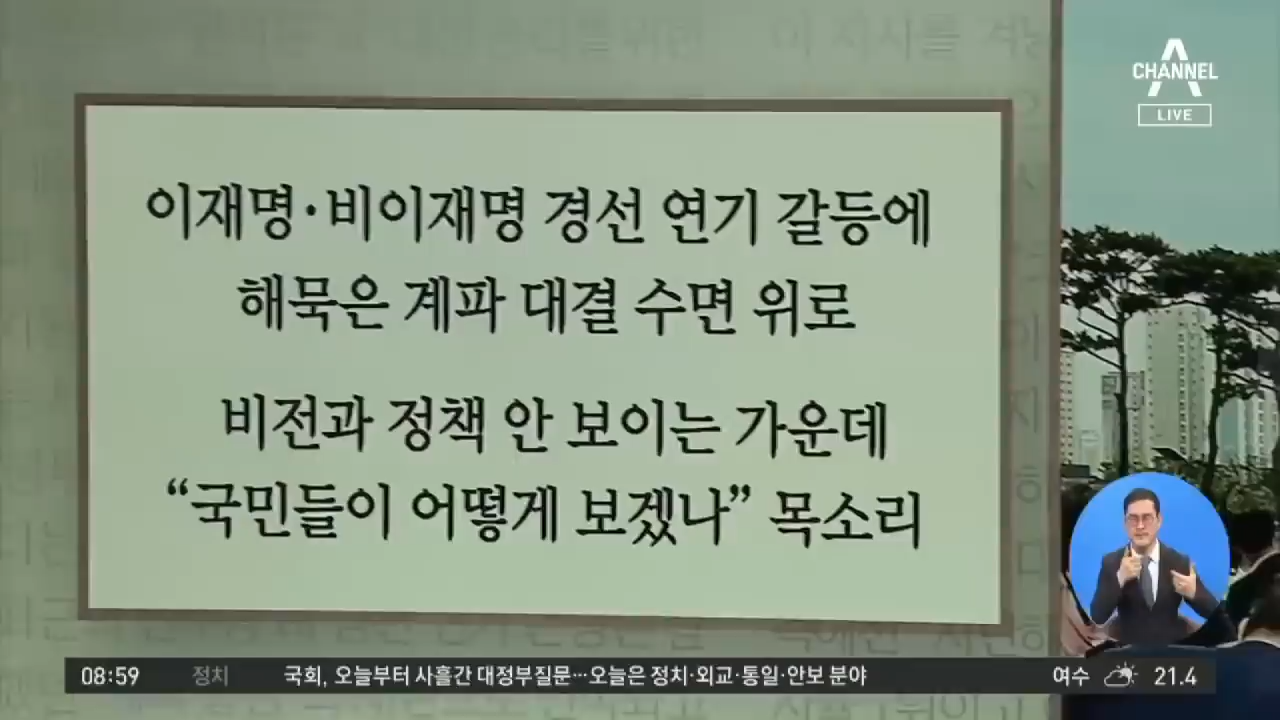 CHANNEL A
LIVE
이재명·비이재명 경선 연기 갈등에
해묵은 계파 대결 수면 위로
비전과 정책 안 보이는 가운데
“국민들이 어떻게 보겠나” 목소리
08:59 정치 국회, 오늘부터 사흘간 대정부질문…오늘은 정치·외교·통일·안보 분야 여수 21.4